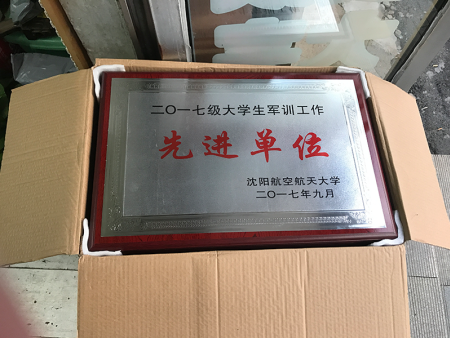 二〇一七级大学生军训工作
先进单位
沈阳航空航天大学
二〇一七年九月